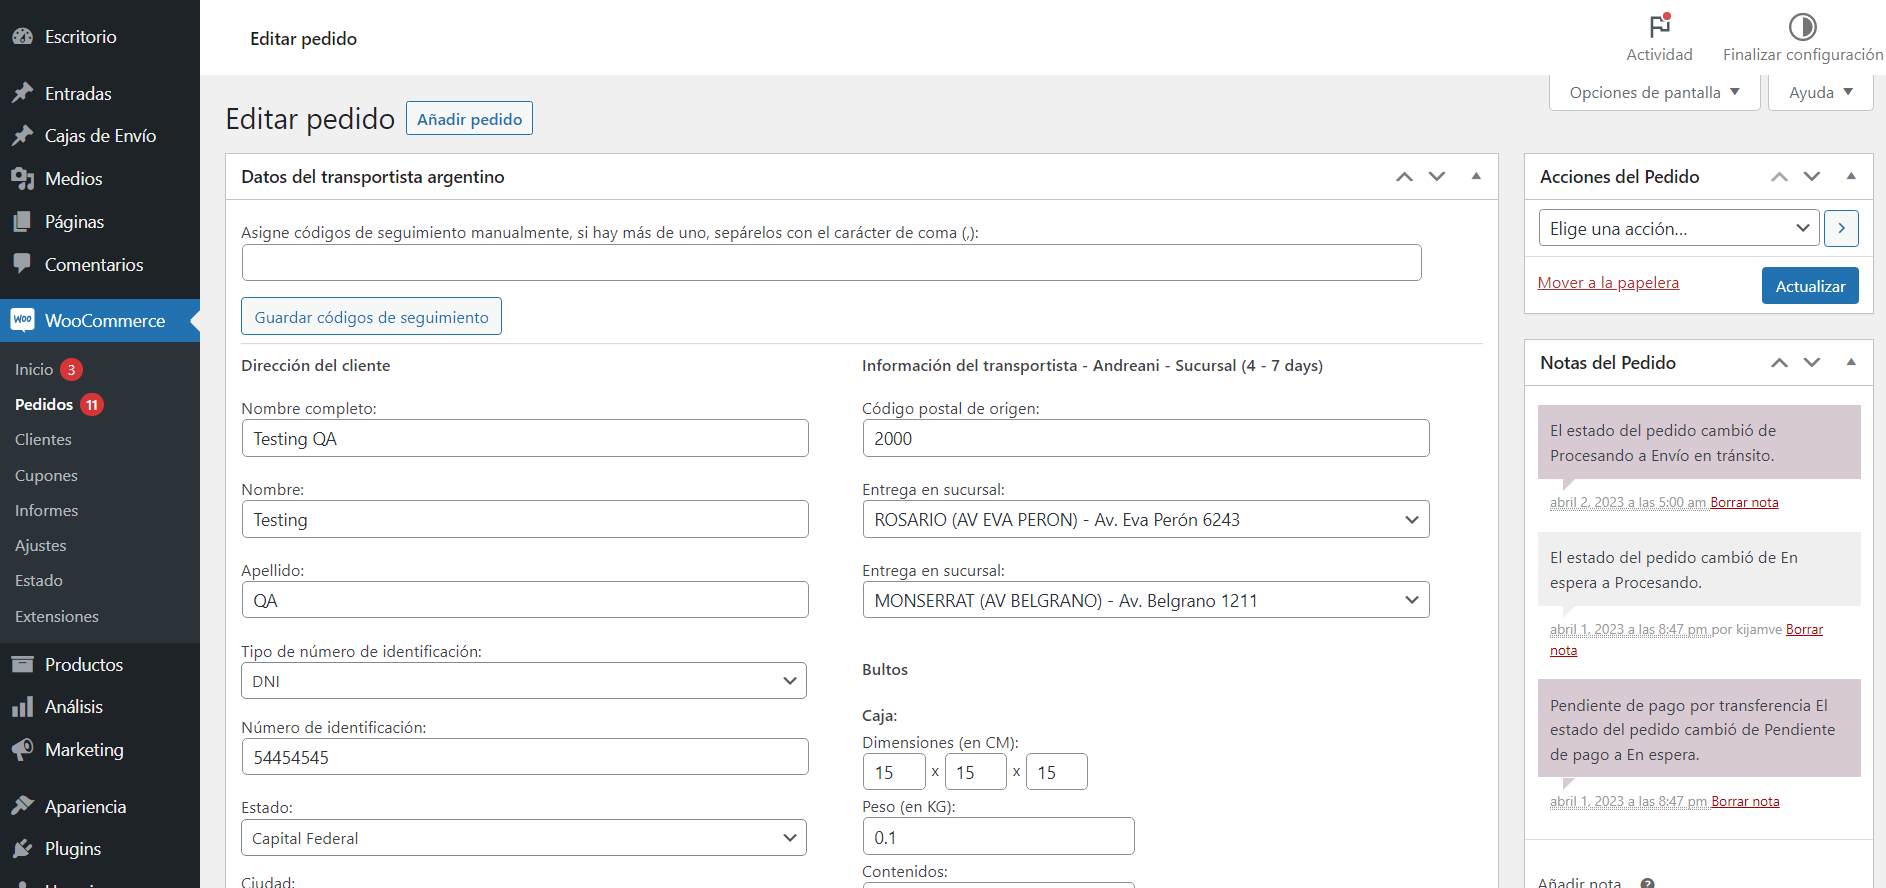 Escritorio
Entradas
Cajas de Envío
Medios
Páginas
Comentarios
WOO
WooCommerce
Inicio 3
Pedidos 11
Clientes
Cupones
Informes
Ajustes
Estado
Extensiones
Productos
Análisis
Marketing
Apariencia
Plugins
Editar pedido
Actividad
Finalizar configuración
Opciones de pantalla
Ayuda
Editar pedido
Añadir pedido
Datos del transportista argentino
Asigne códigos de seguimiento manualmente, si hay más de uno, sepárelos con el carácter de coma (,):
Guardar códigos de seguimiento
Dirección del cliente
Nombre completo:
Testing QA
Nombre:
Testing
Apellido:
QA
Tipo de número de identificación:
DNI
Número de identificación:
54454545
Estado:
Capital Federal
Ciudad:
Información del transportista - Andreani - Sucursal (4 - 7 days)
Código postal de origen:
2000
Entrega en sucursal:
ROSARIO (AV EVA PERON) - Av. Eva Perón 6243
Entrega en sucursal:
MONSERRAT (AV BELGRANO) - Av. Belgrano 1211
Bultos
Caja:
Dimensiones (en CM):
15 x 15 x 15
Peso (en KG):
0.1
Contenidos:
Acciones del Pedido
Elige una acción...
Mover a la papelera
Actualizar
Notas del Pedido
El estado del pedido cambió de
Procesando a Envío en tránsito.
abril 2, 2023 a las 5:00 am Borrar nota
El estado del pedido cambió de En
espera a Procesando.
abril 1, 2023 a las 8:47 pm por kijamve Borrar
nota
Pendiente de pago por transferencia El
estado del pedido cambió de Pendiente
de pago a En espera.
abril 1, 2023 a las 8:47 pm Borrar nota
Añadir nota ?